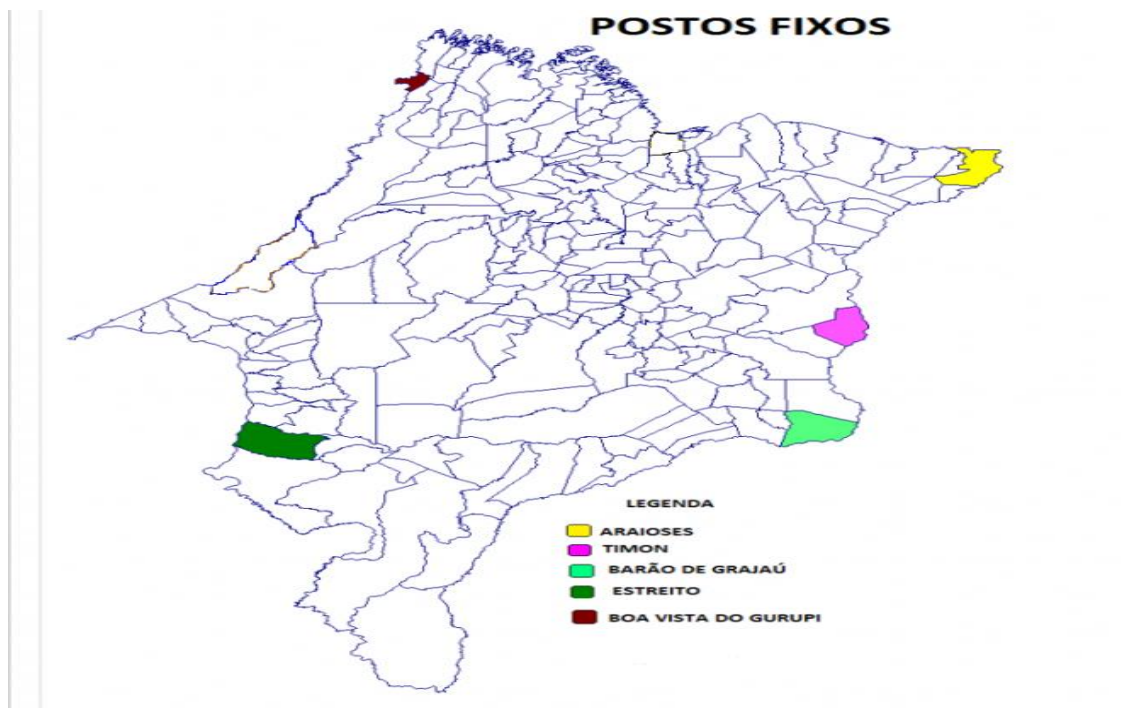 POSTOS FIXOS
LEGENDA
ARAIOSES
TIMON
BARÃO DE GRAJAÚ
ESTREITO
BOA VISTA DO GURUPI